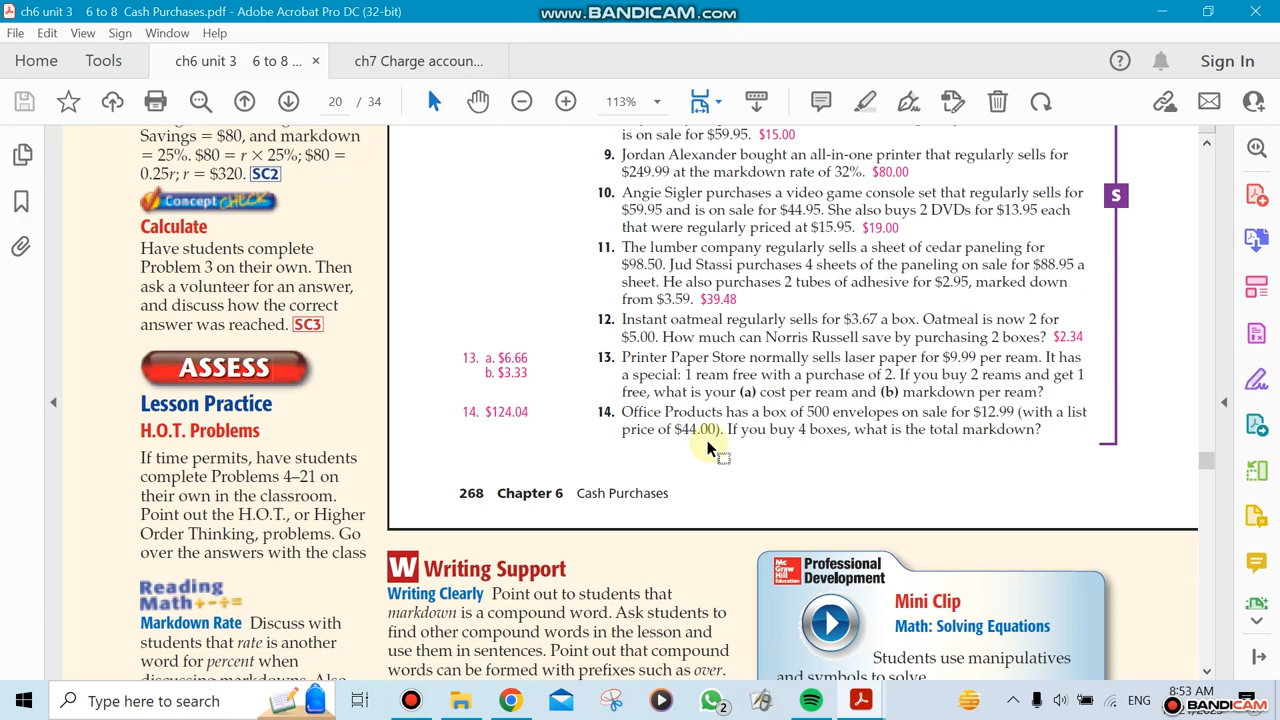 ch6 unit 3 6 to 8 Cash Purchases.pdf - Adobe Acrobat Pro DC (32-bit)
www.BANDICAM.com
File Edit View Sign Window Help
Home Tools ch6 unit 3 6 to 8 ... × ch7 Charge accoun... Sign In
20 / 34 113%
Savings = $80, and markdown
= 25%. $80 = r × 25%; $80 =
0.25r; r = $320. SC2
Concept CHECK
Calculate
Have students complete
Problem 3 on their own. Then
ask a volunteer for an answer,
and discuss how the correct
answer was reached. SC3
ASSESS
Lesson Practice
H.O.T. Problems
If time permits, have students
complete Problems 4–21 on
their own in the classroom.
Point out the H.O.T., or Higher
Order Thinking, problems. Go
over the answers with the class
Reading
Math
Markdown Rate Discuss with
students that rate is another
word for percent when
is on sale for $59.95. $15.00
9. Jordan Alexander bought an all-in-one printer that regularly sells for
$249.99 at the markdown rate of 32%. $80.00
10. Angie Sigler purchases a video game console set that regularly sells for
$59.95 and is on sale for $44.95. She also buys 2 DVDs for $13.95 each
that were regularly priced at $15.95. $19.00
11. The lumber company regularly sells a sheet of cedar paneling for
$98.50. Jud Stassi purchases 4 sheets of the paneling on sale for $88.95 a
sheet. He also purchases 2 tubes of adhesive for $2.95, marked down
from $3.59. $39.48
12. Instant oatmeal regularly sells for $3.67 a box. Oatmeal is now 2 for
$5.00. How much can Norris Russell save by purchasing 2 boxes? $2.34
13. a. $6.66
b. $3.33
13. Printer Paper Store normally sells laser paper for $9.99 per ream. It has
a special: 1 ream free with a purchase of 2. If you buy 2 reams and get 1
free, what is your (a) cost per ream and (b) markdown per ream?
14. $124.04
14. Office Products has a box of 500 envelopes on sale for $12.99 (with a list
price of $44.00). If you buy 4 boxes, what is the total markdown?
S
268 Chapter 6 Cash Purchases
W Writing Support
Writing Clearly Point out to students that
markdown is a compound word. Ask students to
find other compound words in the lesson and
use them in sentences. Point out that compound
words can be formed with prefixes such as over.
Mc
Graw
Hill
Education
Professional
Development
Mini Clip
Math: Solving Equations
Students use manipulatives
and symbols to solve
Type here to search
2
ENG
8:53 AM
BANDICAM